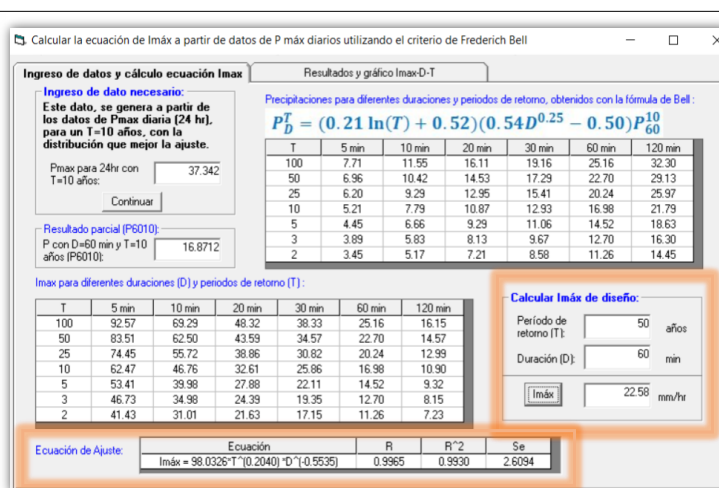 Calcular la ecuación de Imáx a partir de datos de P máx diarios utilizando el criterio de Frederich Bell
Ingreso de datos y cálculo ecuación Imax
Resultados y gráfico Imax-D-T
Ingreso de dato necesario:
Este dato, se genera a partir de
los datos de Pmax diaria (24 hr),
para un T=10 años, con la
distribución que mejor la ajuste.
Pmax para 24hr con
T=10 años:
37.342
Continuar
Resultado parcial (P6010):
P con D=60 min y T=10
años (P6010):
16.8712
Precipitaciones para diferentes duraciones y periodos de retorno, obtenidos con la fórmula de Bell :
P_D^T = (0.21 ln(T) + 0.52)(0.54D^0.25 − 0.50)P_60^10
T 5 min 10 min 20 min 30 min 60 min 120 min
100 7.71 11.55 16.11 19.16 25.16 32.30
50 6.96 10.42 14.53 17.29 22.70 29.13
25 6.20 9.29 12.95 15.41 20.24 25.97
10 5.21 7.79 10.87 12.93 16.98 21.79
5 4.45 6.66 9.29 11.06 14.52 18.63
3 3.89 5.83 8.13 9.67 12.70 16.30
2 3.45 5.17 7.21 8.58 11.26 14.45
Imax para diferentes duraciones (D) y periodos de retorno (T) :
T 5 min 10 min 20 min 30 min 60 min 120 min
100 92.57 69.29 48.32 38.33 25.16 16.15
50 83.51 62.50 43.59 34.57 22.70 14.57
25 74.45 55.72 38.86 30.82 20.24 12.99
10 62.47 46.76 32.61 25.86 16.98 10.90
5 53.41 39.98 27.88 22.11 14.52 9.32
3 46.73 34.98 24.39 19.35 12.70 8.15
2 41.43 31.01 21.63 17.15 11.26 7.23
Calcular Imáx de diseño:
Período de
retorno (T):
50 años
Duración (D): 60 min
Imáx 22.58 mm/hr
Ecuación de Ajuste:
Ecuación R R^2 Se
Imáx = 98.0326*T^(0.2040) *D^(-0.5535) 0.9965 0.9930 2.6094